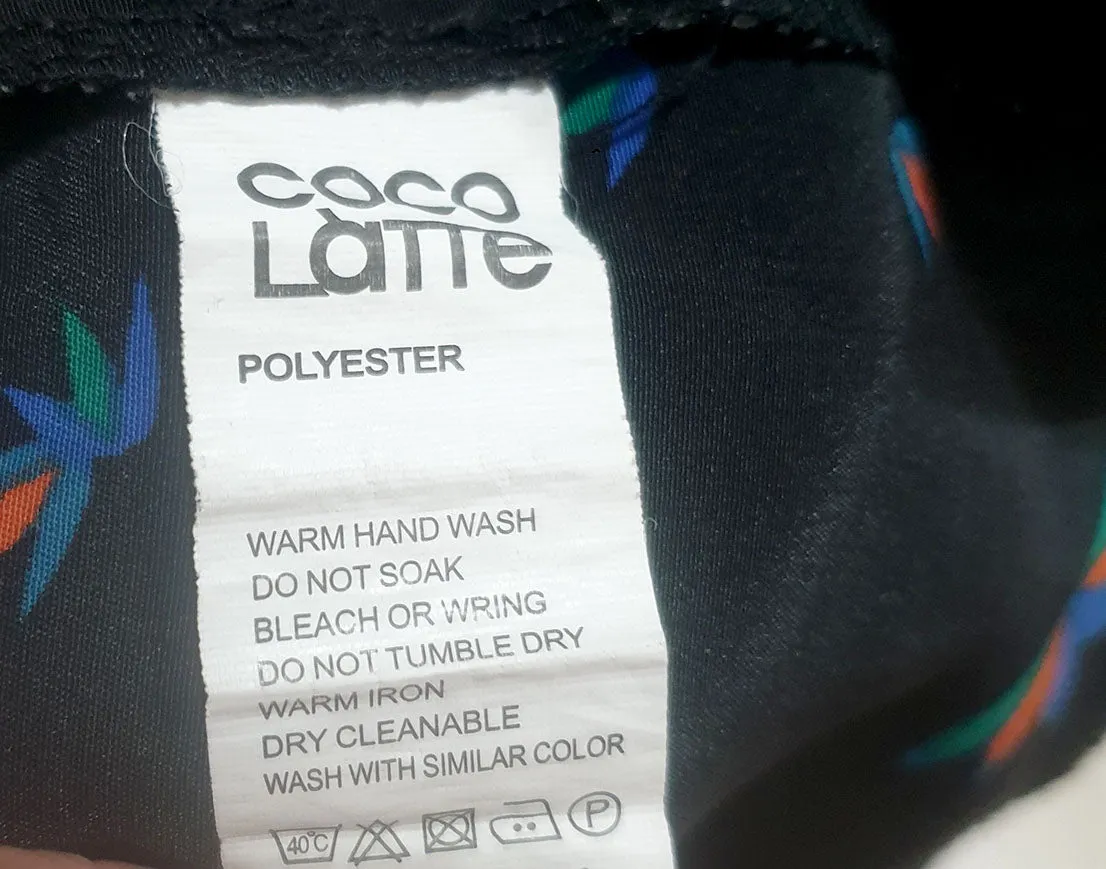 coco
Làtte
POLYESTER
WARM HAND WASH
DO NOT SOAK
BLEACH OR WRING
DO NOT TUMBLE DRY
WARM IRON
DRY CLEANABLE
WASH WITH SIMILAR COLOR
40°C P